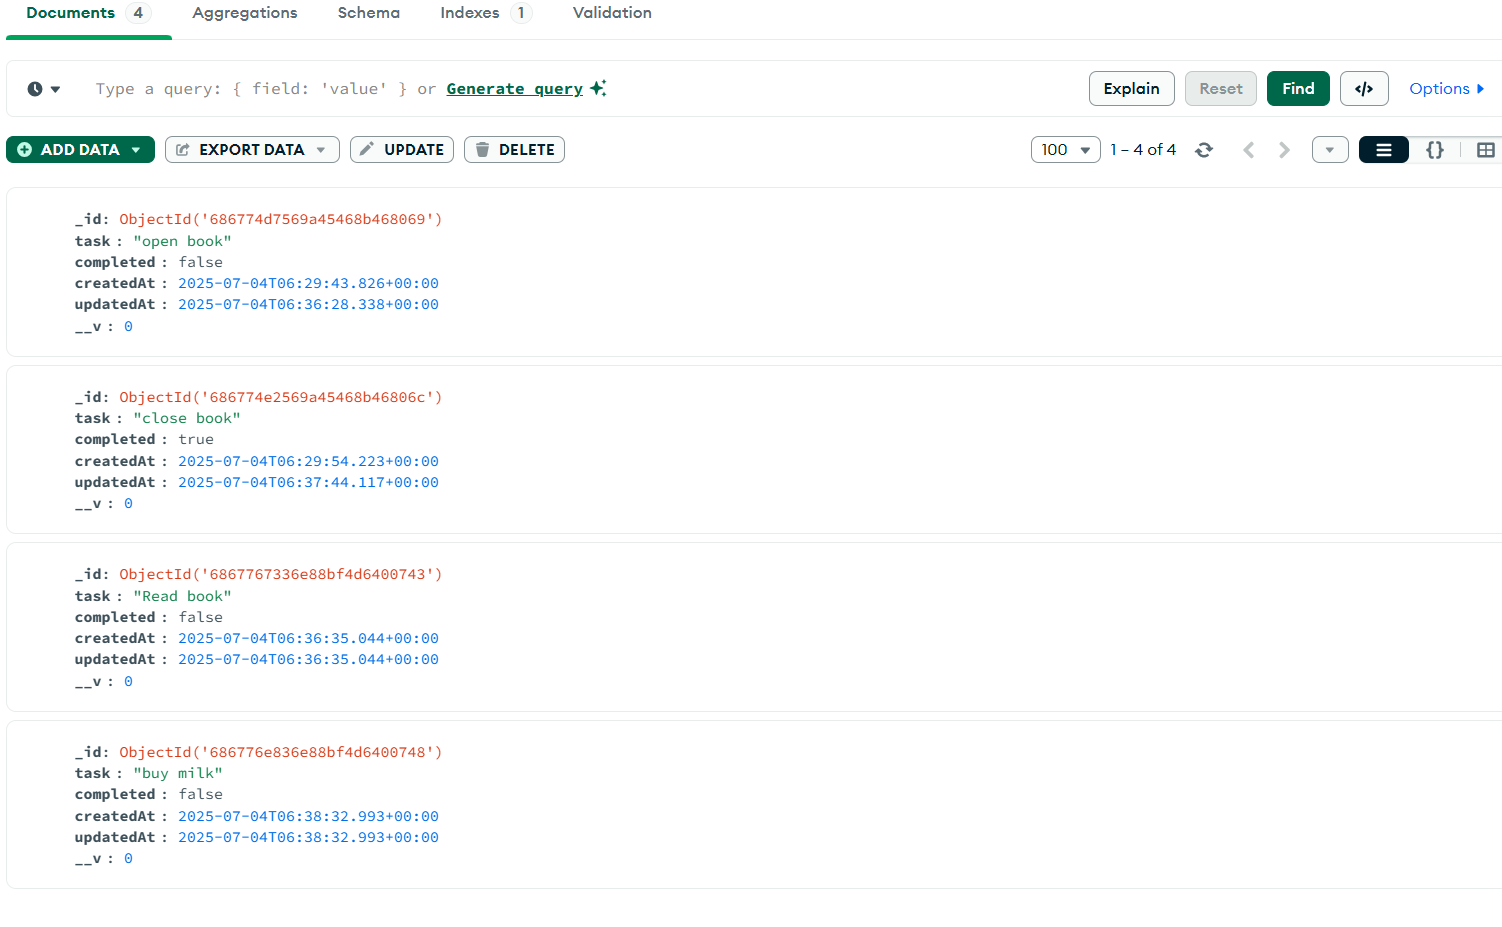 Documents 4 Aggregations Schema Indexes 1 Validation
Type a query: { field: 'value' } or Generate query Explain Reset Find </> Options
ADD DATA EXPORT DATA UPDATE DELETE 100 1 – 4 of 4 {}
_id: ObjectId('686774d7569a45468b468069')
task : "open book"
completed : false
createdAt : 2025-07-04T06:29:43.826+00:00
updatedAt : 2025-07-04T06:36:28.338+00:00
__v : 0
_id: ObjectId('686774e2569a45468b46806c')
task : "close book"
completed : true
createdAt : 2025-07-04T06:29:54.223+00:00
updatedAt : 2025-07-04T06:37:44.117+00:00
__v : 0
_id: ObjectId('6867767336e88bf4d6400743')
task : "Read book"
completed : false
createdAt : 2025-07-04T06:36:35.044+00:00
updatedAt : 2025-07-04T06:36:35.044+00:00
__v : 0
_id: ObjectId('686776e836e88bf4d6400748')
task : "buy milk"
completed : false
createdAt : 2025-07-04T06:38:32.993+00:00
updatedAt : 2025-07-04T06:38:32.993+00:00
__v : 0